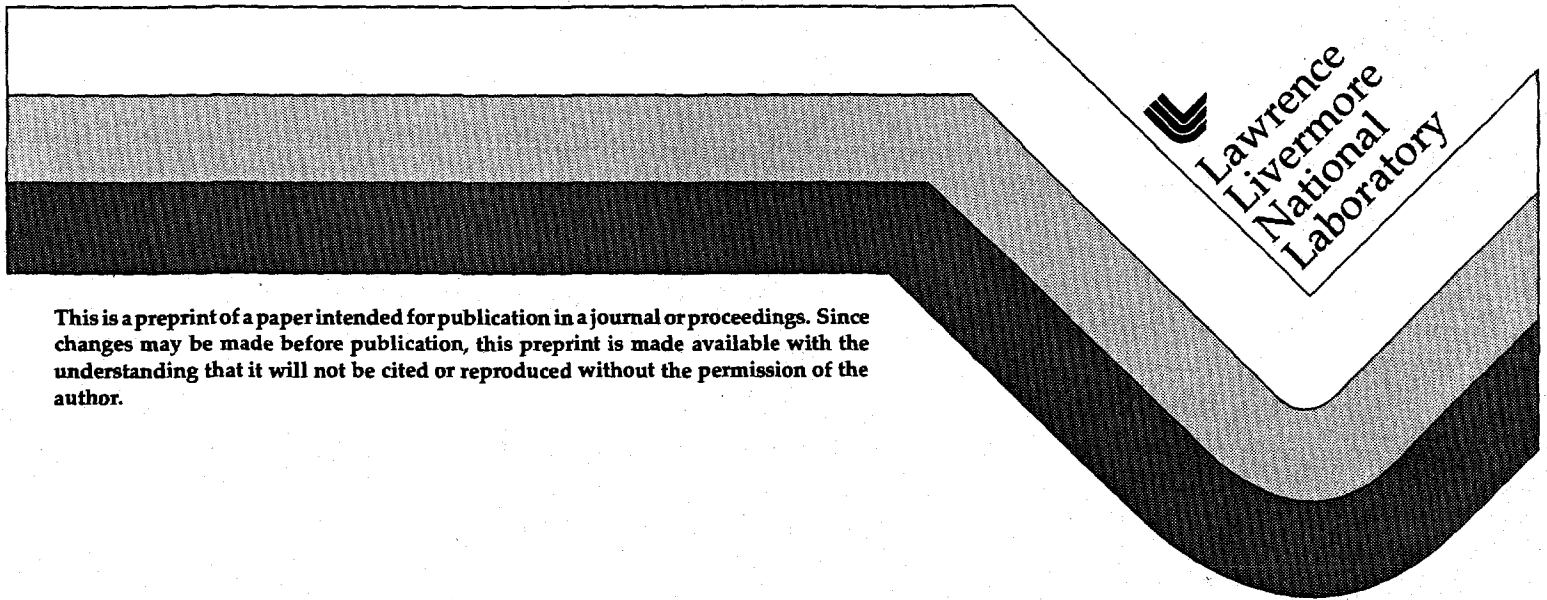 Lawrence
Livermore
National
Laboratory
This is a preprint of a paper intended for publication in a journal or proceedings. Since
changes may be made before publication, this preprint is made available with the
understanding that it will not be cited or reproduced without the permission of the
author.